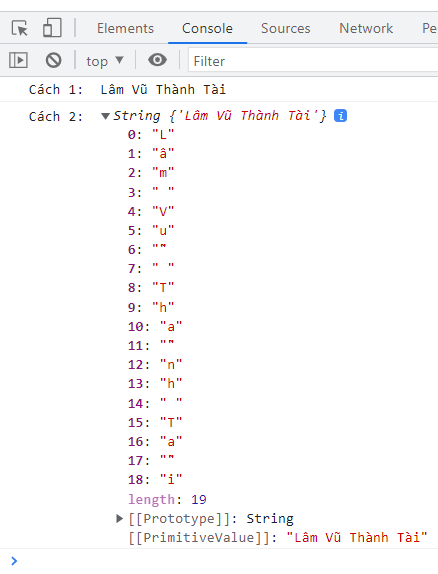 Elements Console Sources Network Pe
top ▼ Filter
Cách 1: Lâm Vũ Thành Tài
Cách 2: ▼String {'Lâm Vũ Thành Tài'} i
0: "L"
1: "â"
2: "m"
3: " "
4: "V"
5: "u"
6: "̃"
7: " "
8: "T"
9: "h"
10: "a"
11: "̀"
12: "n"
13: "h"
14: " "
15: "T"
16: "a"
17: "̀"
18: "i"
length: 19
▶[[Prototype]]: String
[[PrimitiveValue]]: "Lâm Vũ Thành Tài"
>